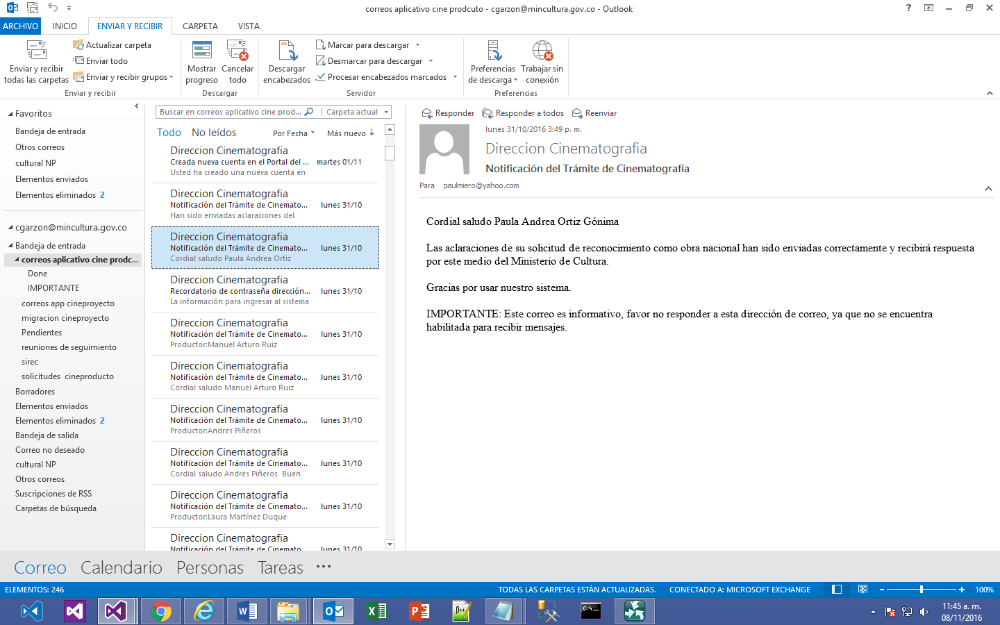 correos aplicativo cine prodcuto - cgarzon@mincultura.gov.co - Outlook
ARCHIVO INICIO ENVIAR Y RECIBIR CARPETA VISTA
Enviar y recibir todas las carpetas
Actualizar carpeta
Enviar todo
Enviar y recibir grupos
Enviar y recibir
Mostrar progreso
Cancelar todo
Descargar
Descargar encabezados
Marcar para descargar
Desmarcar para descargar
Procesar encabezados marcados
Servidor
Preferencias de descarga
Trabajar sin conexión
Preferencias
Favoritos
Bandeja de entrada
Otros correos
cultural NP
Elementos enviados
Elementos eliminados 2
cgarzon@mincultura.gov.co
Bandeja de entrada
correos aplicativo cine prodc...
Done
IMPORTANTE
correos app cineproyecto
migracion cineproyecto
Pendientes
reuniones de seguimiento
sirec
solicitudes cineproducto
Borradores
Elementos enviados
Elementos eliminados 2
Bandeja de salida
Correo no deseado
cultural NP
Otros correos
Suscripciones de RSS
Carpetas de búsqueda
Buscar en correos aplicativo cine prod... Carpeta actual
Todo No leídos Por Fecha Más nuevo
Direccion Cinematografia
Creada nueva cuenta en el Portal del ... martes 01/11
Usted ha creado una nueva cuenta en
Direccion Cinematografia
Notificación del Trámite de Cinemato... lunes 31/10
Han sido enviadas aclaraciones del
Direccion Cinematografia
Notificación del Trámite de Cinemato... lunes 31/10
Cordial saludo Paula Andrea Ortiz
Direccion Cinematografia
Recordatorio de contraseña dirección... lunes 31/10
La información para ingresar al sistema
Direccion Cinematografia
Notificación del Trámite de Cinemato... lunes 31/10
Productor:Manuel Arturo Ruiz
Direccion Cinematografia
Notificación del Trámite de Cinemato... lunes 31/10
Cordial saludo Manuel Arturo Ruiz
Direccion Cinematografia
Notificación del Trámite de Cinemato... lunes 31/10
Productor:Andres Piñeros
Direccion Cinematografia
Notificación del Trámite de Cinemato... lunes 31/10
Cordial saludo Andres Piñeros Buen
Direccion Cinematografia
Notificación del Trámite de Cinemato... lunes 31/10
Productor:Laura Martínez Duque
Direccion Cinematografia
Notificación del Trámite de Cinemato... lunes 31/10
Responder Responder a todos Reenviar
lunes 31/10/2016 3:49 p. m.
Direccion Cinematografia
Notificación del Trámite de Cinematografía
Para paulmiero@yahoo.com
Cordial saludo Paula Andrea Ortiz Gónima
Las aclaraciones de su solicitud de reconocimiento como obra nacional han sido enviadas correctamente y recibirá respuesta
por este medio del Ministerio de Cultura.
Gracias por usar nuestro sistema.
IMPORTANTE: Este correo es informativo, favor no responder a esta dirección de correo, ya que no se encuentra
habilitada para recibir mensajes.
Correo Calendario Personas Tareas ...
ELEMENTOS: 246 TODAS LAS CARPETAS ESTÁN ACTUALIZADAS. CONECTADO A: MICROSOFT EXCHANGE 100%
11:45 a. m.
08/11/2016